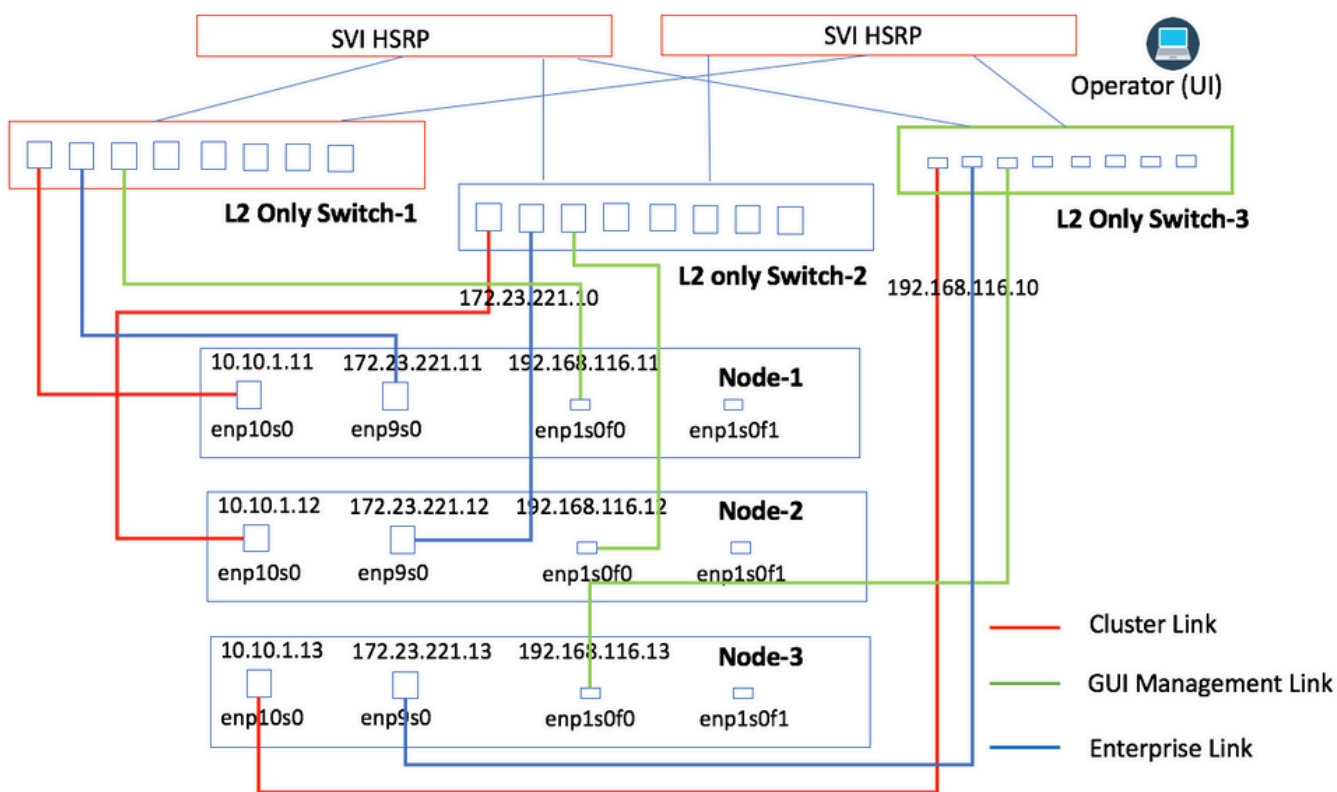 SVI HSRP
SVI HSRP
Operator (UI)
L2 Only Switch-1
L2 only Switch-2
L2 Only Switch-3
172.23.221.10
192.168.116.10
10.10.1.11
172.23.221.11
192.168.116.11
Node-1
enp10s0
enp9s0
enp1s0f0
enp1s0f1
10.10.1.12
172.23.221.12
192.168.116.12
Node-2
enp10s0
enp9s0
enp1s0f0
enp1s0f1
10.10.1.13
172.23.221.13
192.168.116.13
Node-3
enp10s0
enp9s0
enp1s0f0
enp1s0f1
Cluster Link
GUI Management Link
Enterprise Link